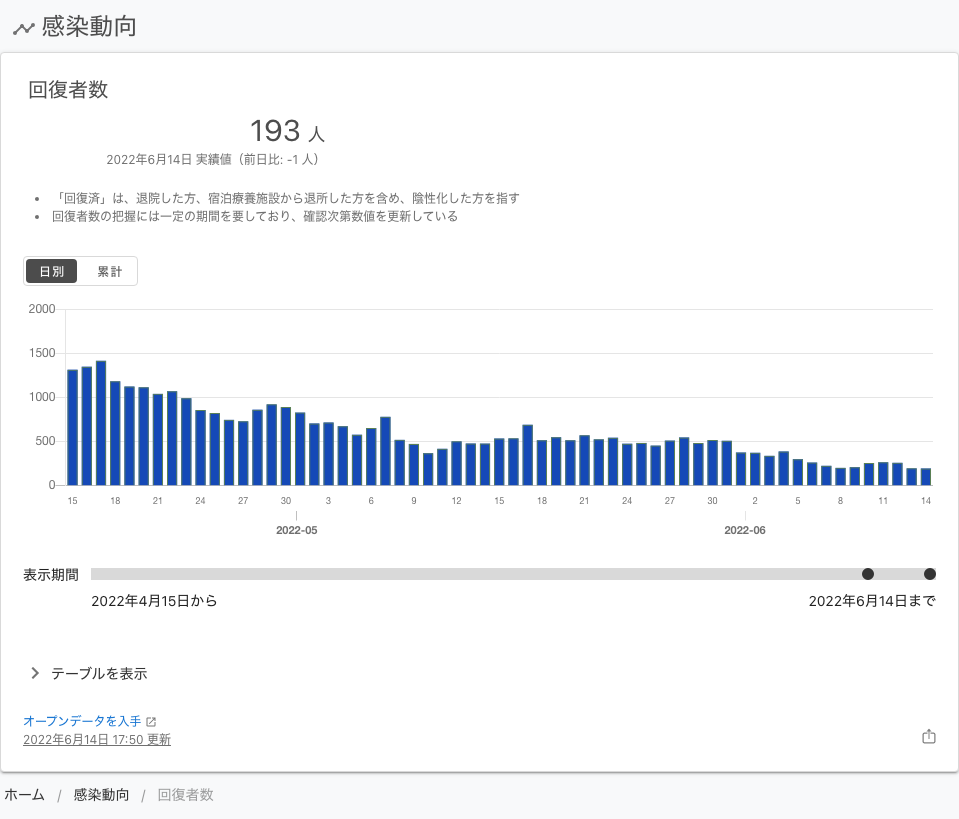 感染動向
回復者数
193 人
2022年6月14日 実績値（前日比: -1 人）
• 「回復済」は、退院した方、宿泊療養施設から退所した方を含め、陰性化した方を指す
• 回復者数の把握には一定の期間を要しており、確認次第数値を更新している
日別 累計
2000
1500
1000
500
0
15 18 21 24 27 30 3 6 9 12 15 18 21 24 27 30 2 5 8 11 14
2022-05 2022-06
表示期間
2022年4月15日から 2022年6月14日まで
テーブルを表示
オープンデータを入手
2022年6月14日 17:50 更新
ホーム / 感染動向 / 回復者数